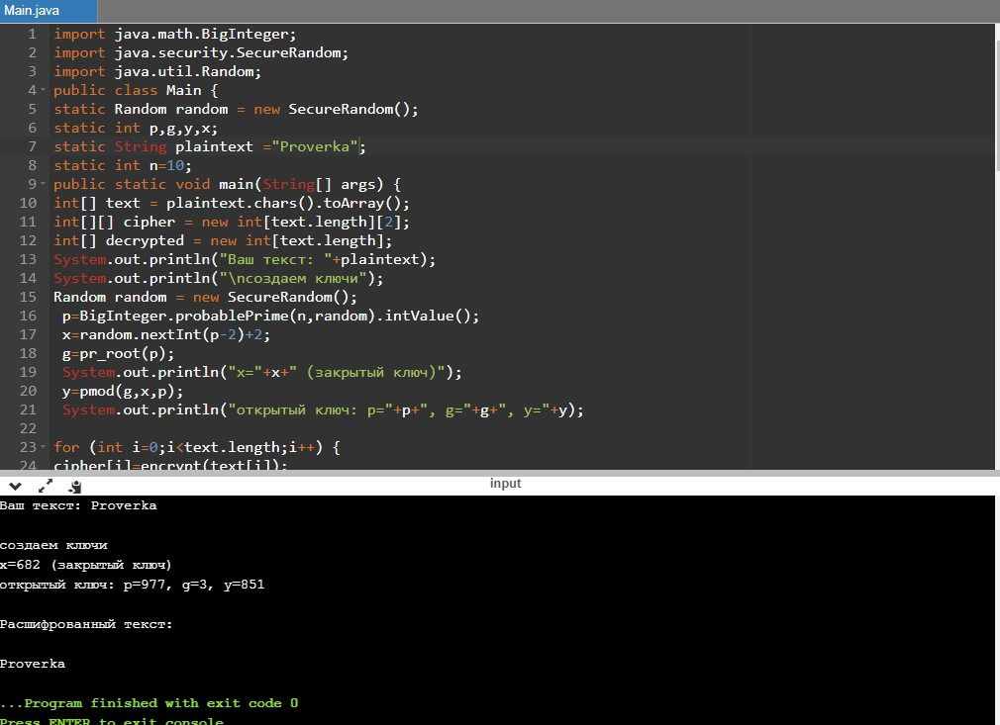 Main.java
1 import java.math.BigInteger;
2 import java.security.SecureRandom;
3 import java.util.Random;
4 public class Main {
5 static Random random = new SecureRandom();
6 static int p,g,y,x;
7 static String plaintext ="Proverka";
8 static int n=10;
9 public static void main(String[] args) {
10 int[] text = plaintext.chars().toArray();
11 int[][] cipher = new int[text.length][2];
12 int[] decrypted = new int[text.length];
13 System.out.println("Ваш текст: "+plaintext);
14 System.out.println("\nсоздаем ключи");
15 Random random = new SecureRandom();
16 p=BigInteger.probablePrime(n,random).intValue();
17 x=random.nextInt(p-2)+2;
18 g=pr_root(p);
19 System.out.println("x="+x+" (закрытый ключ)");
20 y=pmod(g,x,p);
21 System.out.println("открытый ключ: p="+p+", g="+g+", y="+y);
22
23 for (int i=0;i<text.length;i++) {
24 cipher[i]=encrypt(text[i]);
input
Ваш текст: Proverka
создаем ключи
x=682 (закрытый ключ)
открытый ключ: p=977, g=3, y=851
Расшифрованный текст:
Proverka
...Program finished with exit code 0
Press ENTER to exit console